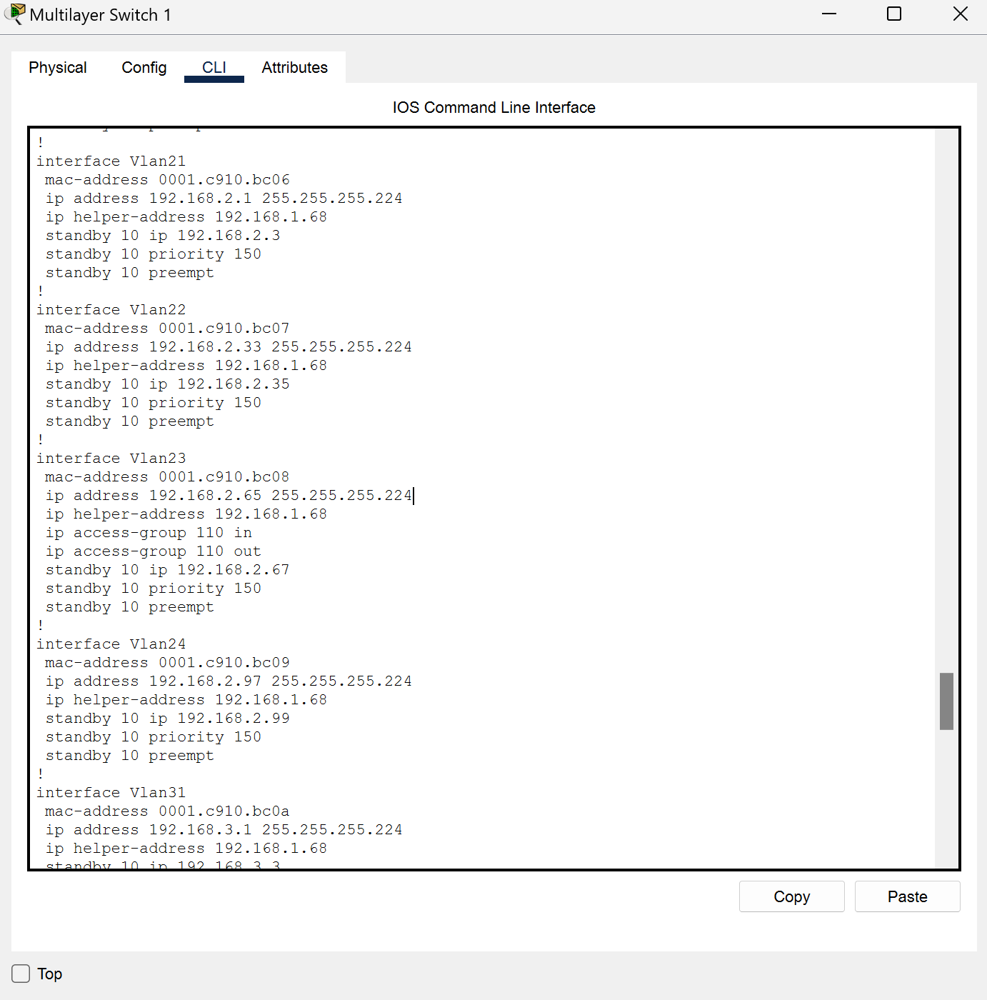 Multilayer Switch 1
Physical Config CLI Attributes
IOS Command Line Interface
!
interface Vlan21
mac-address 0001.c910.bc06
ip address 192.168.2.1 255.255.255.224
ip helper-address 192.168.1.68
standby 10 ip 192.168.2.3
standby 10 priority 150
standby 10 preempt
!
interface Vlan22
mac-address 0001.c910.bc07
ip address 192.168.2.33 255.255.255.224
ip helper-address 192.168.1.68
standby 10 ip 192.168.2.35
standby 10 priority 150
standby 10 preempt
!
interface Vlan23
mac-address 0001.c910.bc08
ip address 192.168.2.65 255.255.255.224
ip helper-address 192.168.1.68
ip access-group 110 in
ip access-group 110 out
standby 10 ip 192.168.2.67
standby 10 priority 150
standby 10 preempt
!
interface Vlan24
mac-address 0001.c910.bc09
ip address 192.168.2.97 255.255.255.224
ip helper-address 192.168.1.68
standby 10 ip 192.168.2.99
standby 10 priority 150
standby 10 preempt
!
interface Vlan31
mac-address 0001.c910.bc0a
ip address 192.168.3.1 255.255.255.224
ip helper-address 192.168.1.68
standby 10 ip 192.168.3.3
Copy Paste
Top